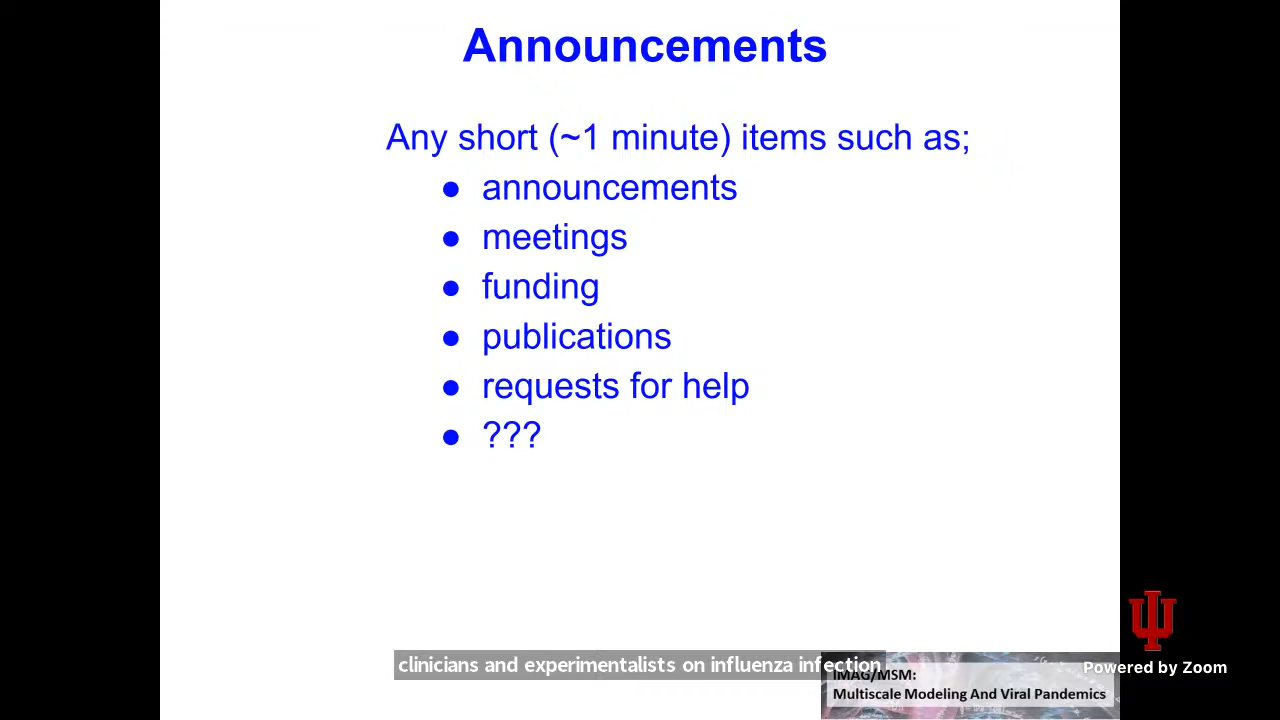 Announcements
Any short (~1 minute) items such as;
● announcements
● meetings
● funding
● publications
● requests for help
● ???
clinicians and experimentalists on influenza infection
IMAG/MSM:
Multiscale Modeling And Viral Pandemics
Powered by Zoom